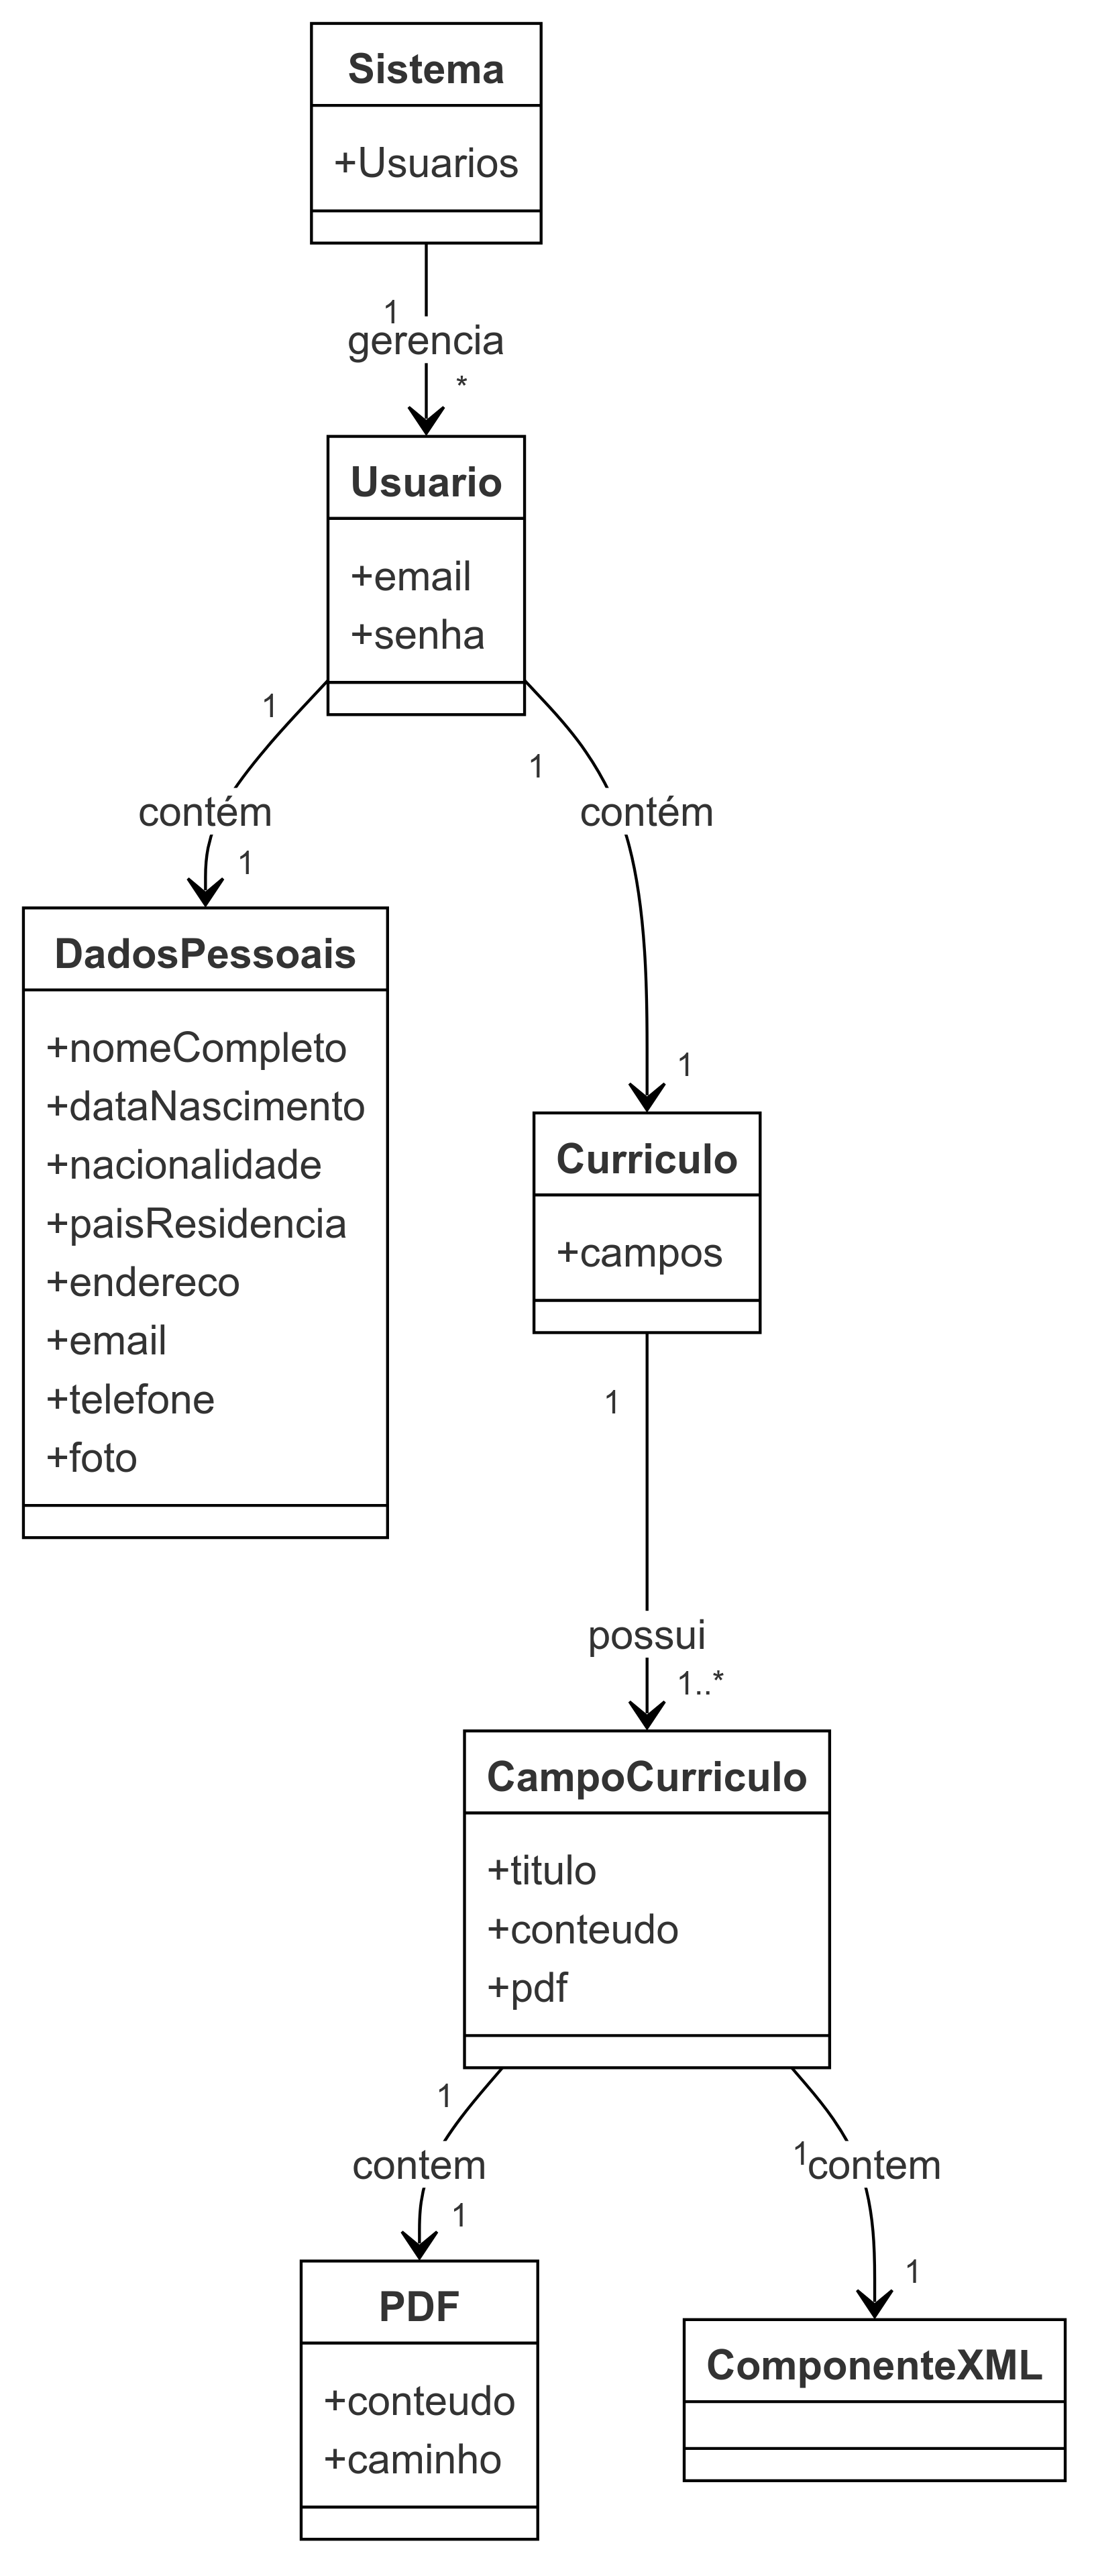 Sistema
+Usuarios
1
gerencia
*
Usuario
+email
+senha
1
contém
1
1
contém
1
DadosPessoais
+nomeCompleto
+dataNascimento
+nacionalidade
+paisResidencia
+endereco
+email
+telefone
+foto
Curriculo
+campos
1
possui
1..*
CampoCurriculo
+titulo
+conteudo
+pdf
1
contem
1
1
contem
1
PDF
+conteudo
+caminho
ComponenteXML